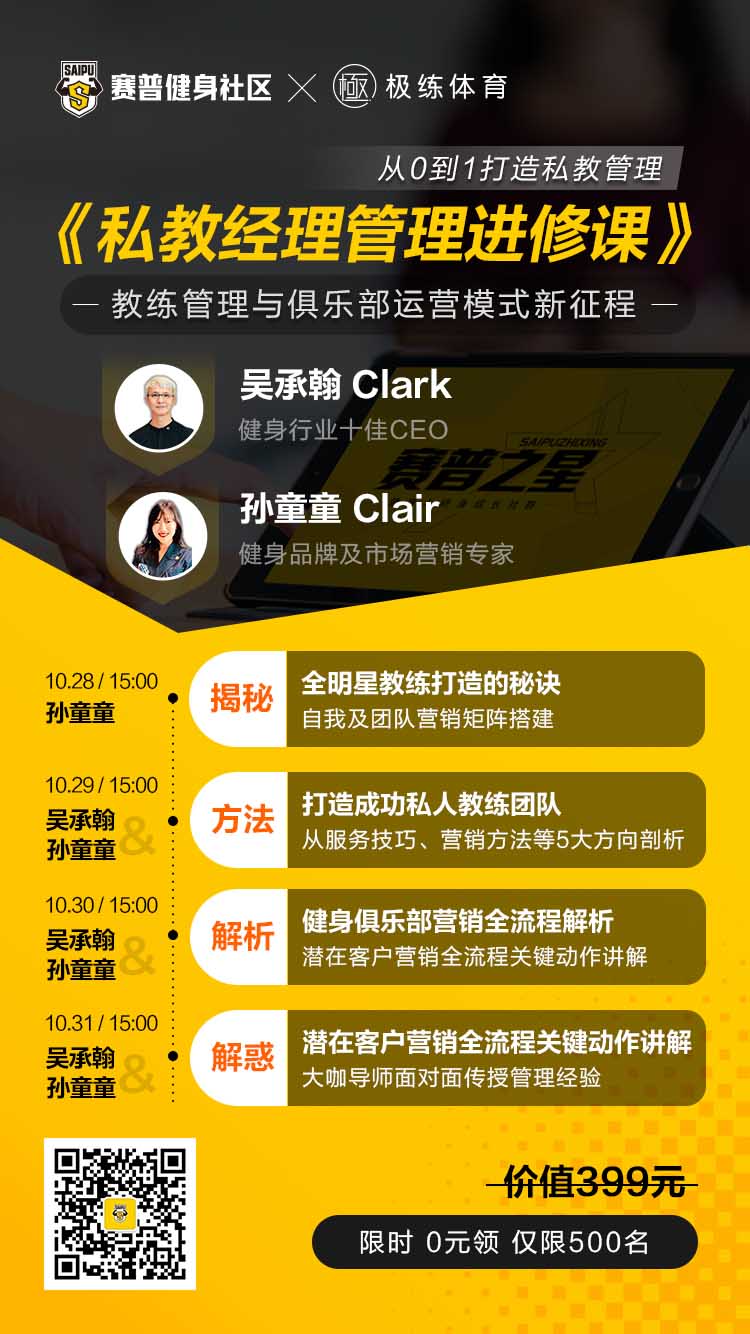 SAIPU
S
赛普健身社区 × 極 极练体育
从0到1打造私教管理
《私教经理管理进修课》
— 教练管理与俱乐部运营模式新征程 —
吴承翰 Clark
健身行业十佳CEO
SAIPUZHIXING
赛普之星
孙童童 Clair
健身品牌及市场营销专家
10.28 / 15:00
孙童童
揭秘
全明星教练打造的秘诀
自我及团队营销矩阵搭建
10.29 / 15:00
吴承翰
&
孙童童
方法
打造成功私人教练团队
从服务技巧、营销方法等5大方向剖析
10.30 / 15:00
吴承翰
&
孙童童
解析
健身俱乐部营销全流程解析
潜在客户营销全流程关键动作讲解
10.31 / 15:00
吴承翰
&
孙童童
解惑
潜在客户营销全流程关键动作讲解
大咖导师面对面传授管理经验
价值399元
限时 0元领 仅限500名